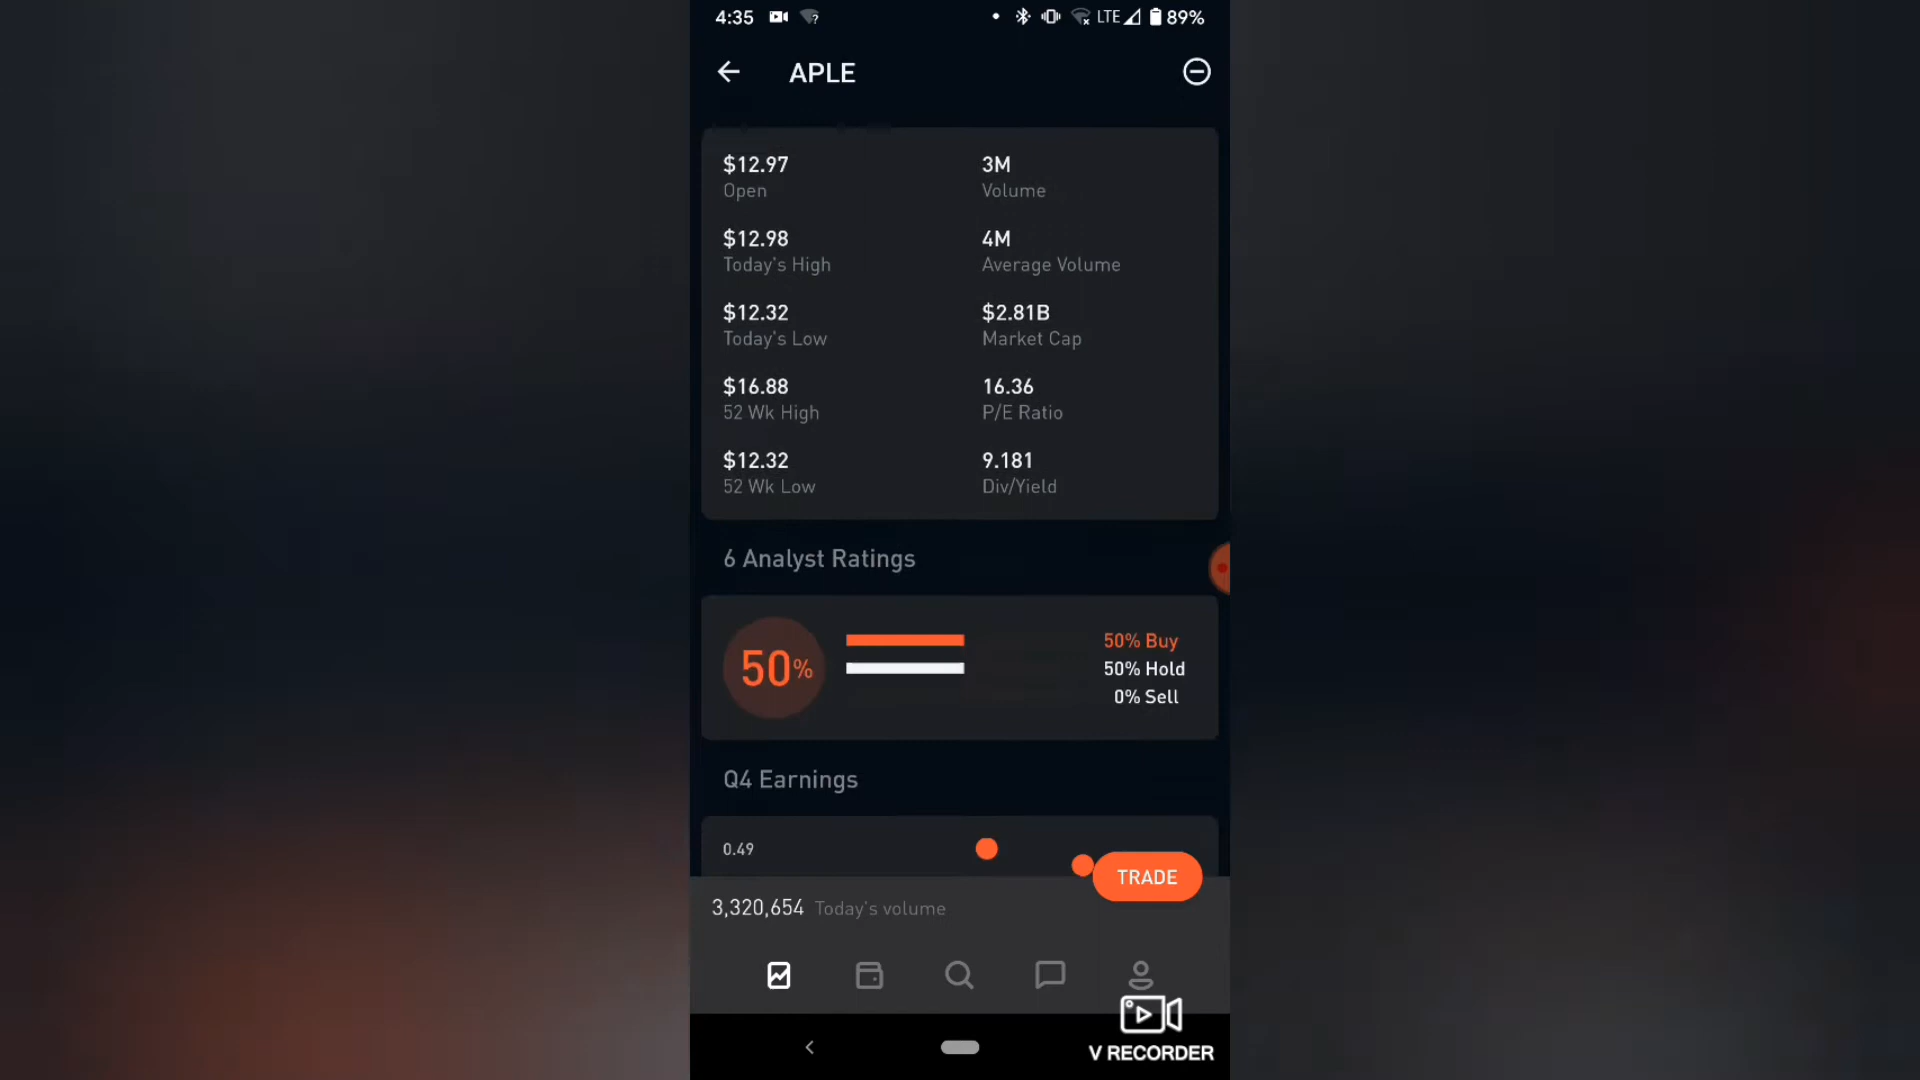 4:35 LTE 89%
APLE
$12.97 3M
Open Volume
$12.98 4M
Today's High Average Volume
$12.32 $2.81B
Today's Low Market Cap
$16.88 16.36
52 Wk High P/E Ratio
$12.32 9.181
52 Wk Low Div/Yield
6 Analyst Ratings
50% 50% Buy
50% Hold
0% Sell
Q4 Earnings
0.49
TRADE
3,320,654 Today's volume
V RECORDER